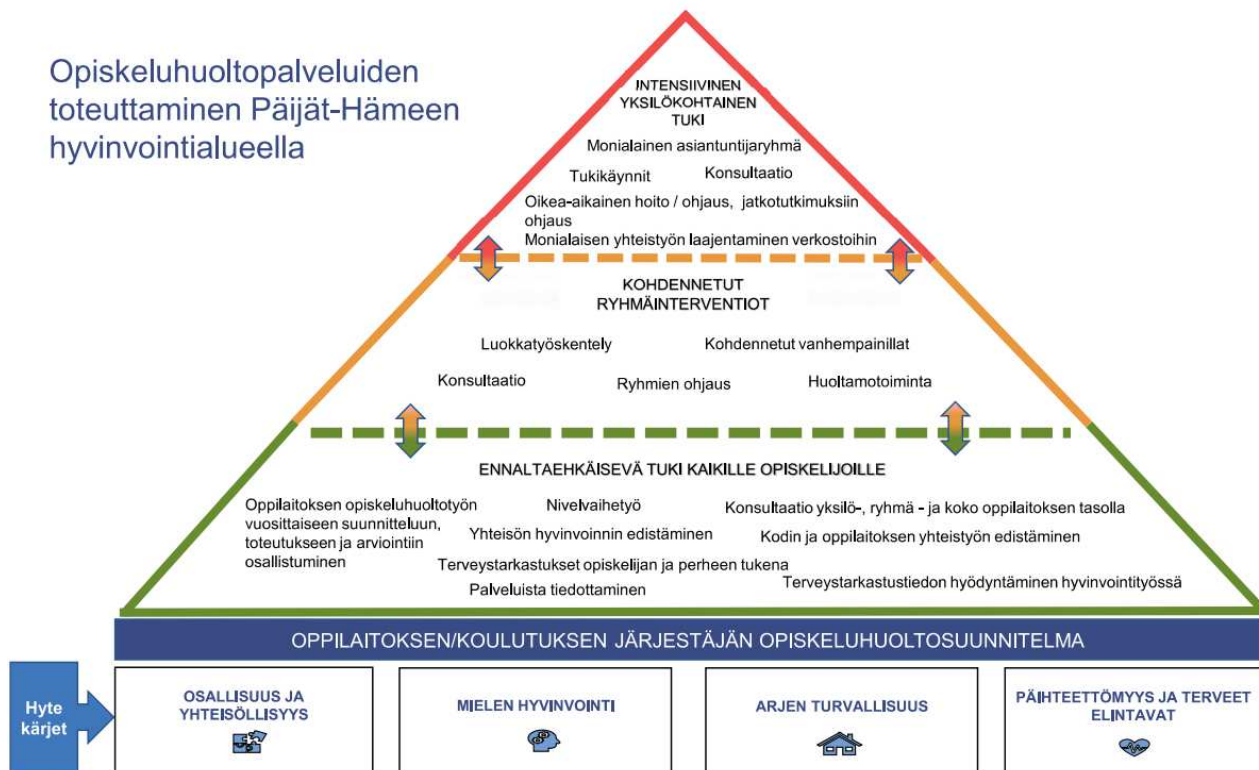 Opiskeluhuoltopalveluiden
toteuttaminen Päijät-Hämeen
hyvinvointialueella
INTENSIIVINEN
YKSILÖKOHTAINEN
TUKI
Monialainen asiantuntijaryhmä
Tukikäynnit
Konsultaatio
Oikea-aikainen hoito / ohjaus, jatkotutkimuksiin
ohjaus
Monialaisen yhteistyön laajentaminen verkostoihin
KOHDENNETUT
RYHMÄINTERVENTIOT
Luokkatyöskentely
Kohdennetut vanhempainillat
Konsultaatio
Ryhmien ohjaus
Huoltamotoiminta
ENNALTAEHKÄISEVÄ TUKI KAIKILLE OPISKELIJOILLE
Oppilaitoksen opiskeluhuoltotyön
vuosittaiseen suunnitteluun,
toteutukseen ja arviointiin
osallistuminen
Nivelvaihetyö
Konsultaatio yksilö-, ryhmä - ja koko oppilaitoksen tasolla
Yhteisön hyvinvoinnin edistäminen
Kodin ja oppilaitoksen yhteistyön edistäminen
Terveystarkastukset opiskelijan ja perheen tukena
Palveluista tiedottaminen
Terveystarkastustiedon hyödyntäminen hyvinvointityössä
OPPILAITOKSEN/KOULUTUKSEN JÄRJESTÄJÄN OPISKELUHUOLTOSUUNNITELMA
Hyte
kärjet
OSALLISUUS JA
YHTEISÖLLISYYS
MIELEN HYVINVOINTI
ARJEN TURVALLISUUS
PÄIHTEETTÖMYYS JA TERVEET
ELINTAVAT